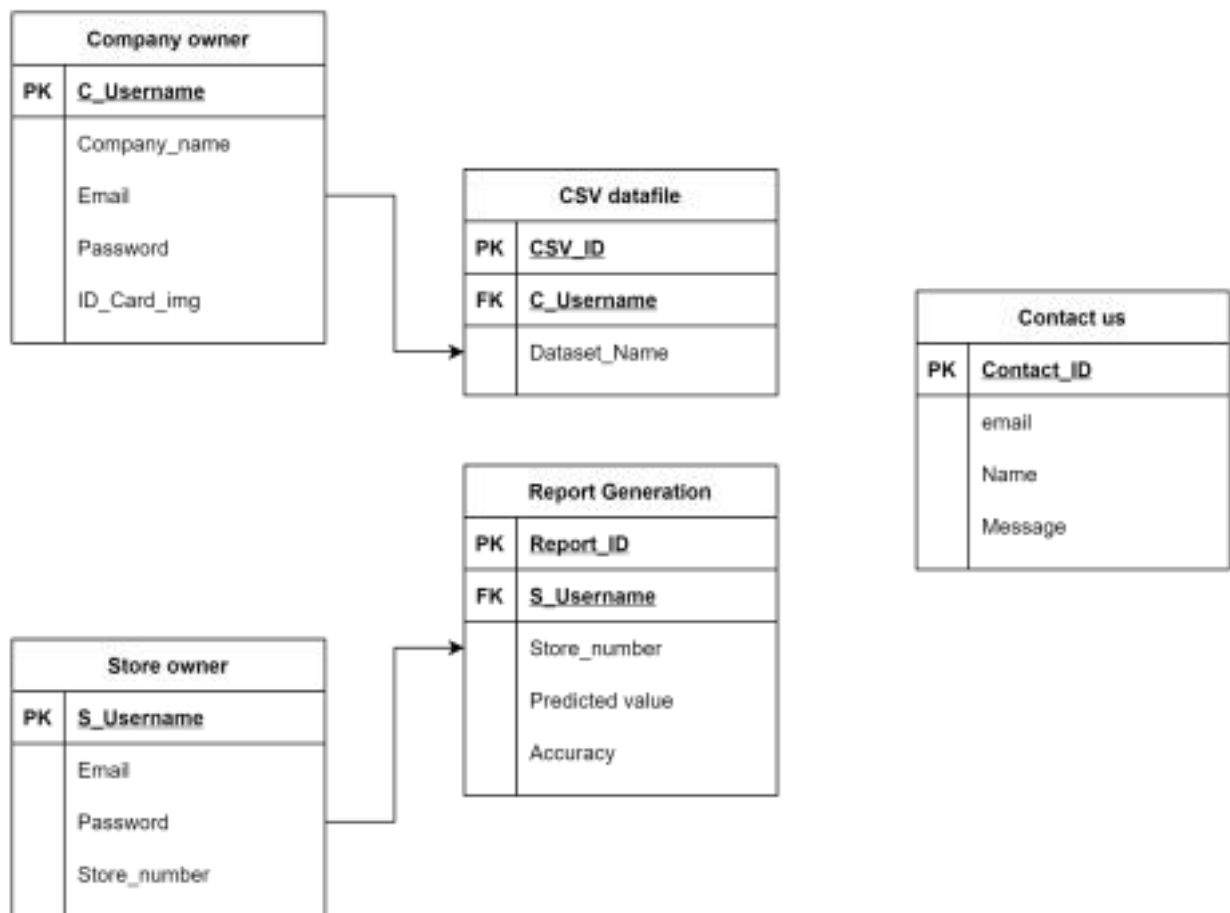 Company owner
PK C_Username
Company_name
Email
Password
ID_Card_img
CSV datafile
PK CSV_ID
FK C_Username
Dataset_Name
Contact us
PK Contact_ID
email
Name
Message
Report Generation
PK Report_ID
FK S_Username
Store_number
Predicted value
Accuracy
Store owner
PK S_Username
Email
Password
Store_number